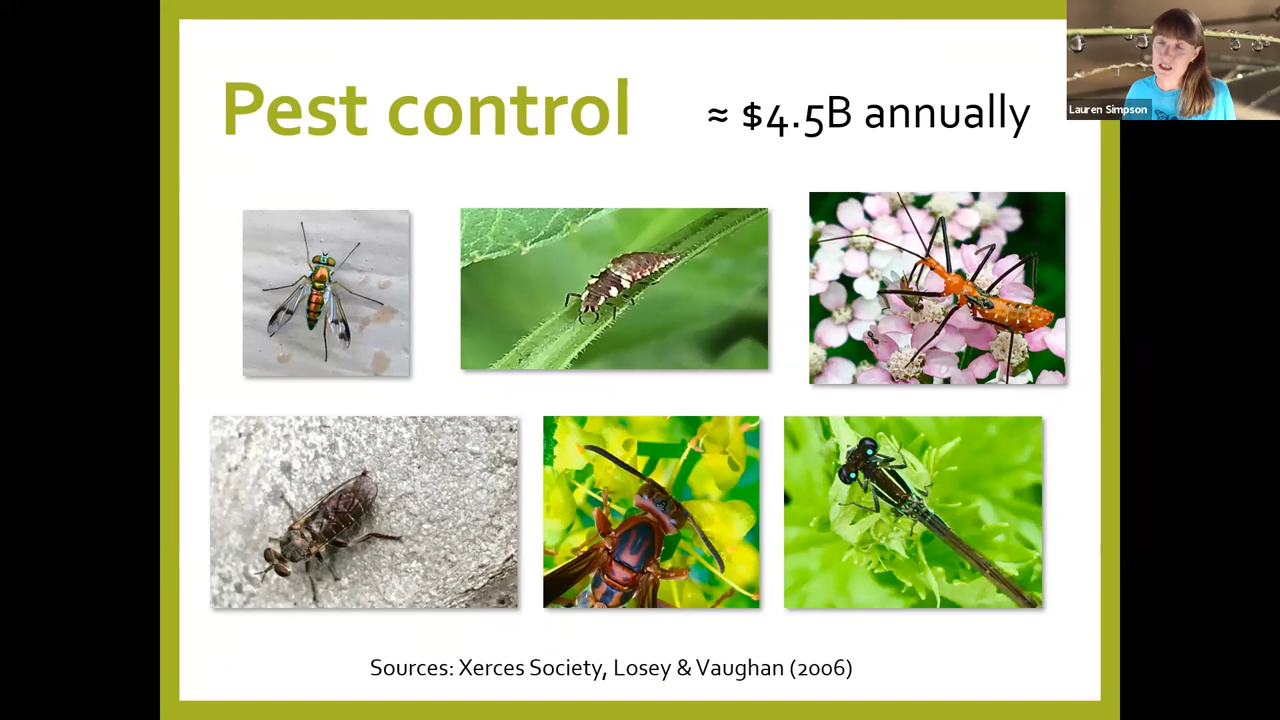 Pest control
≈ $4.5B annually
Lauren Simpson
Sources: Xerces Society, Losey & Vaughan (2006)